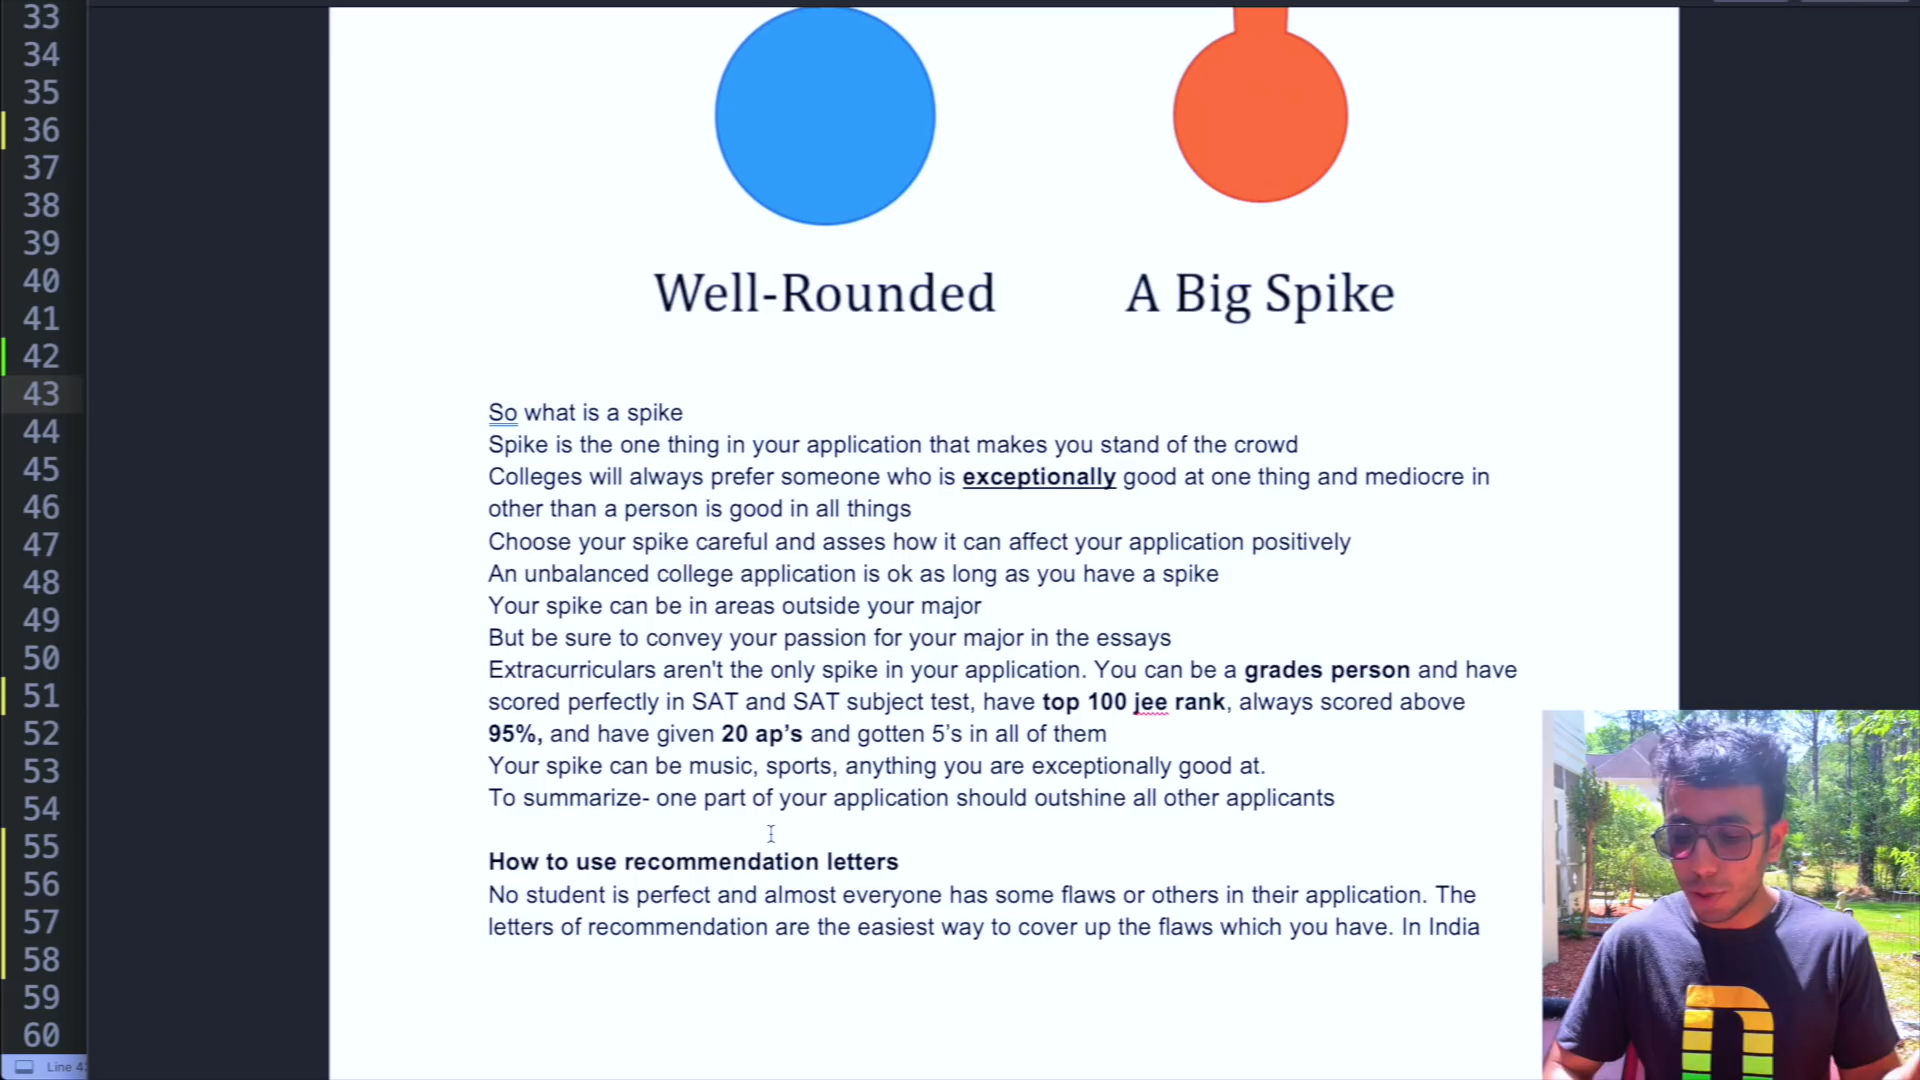 33
34
35
36
37
38
39
40
41
42
43
44
45
46
47
48
49
50
51
52
53
54
55
56
57
58
59
60
Line 4
Well-Rounded A Big Spike
So what is a spike
Spike is the one thing in your application that makes you stand of the crowd
Colleges will always prefer someone who is exceptionally good at one thing and mediocre in
other than a person is good in all things
Choose your spike careful and asses how it can affect your application positively
An unbalanced college application is ok as long as you have a spike
Your spike can be in areas outside your major
But be sure to convey your passion for your major in the essays
Extracurriculars aren't the only spike in your application. You can be a grades person and have
scored perfectly in SAT and SAT subject test, have top 100 jee rank, always scored above
95%, and have given 20 ap's and gotten 5's in all of them
Your spike can be music, sports, anything you are exceptionally good at.
To summarize- one part of your application should outshine all other applicants
How to use recommendation letters
No student is perfect and almost everyone has some flaws or others in their application. The
letters of recommendation are the easiest way to cover up the flaws which you have. In India